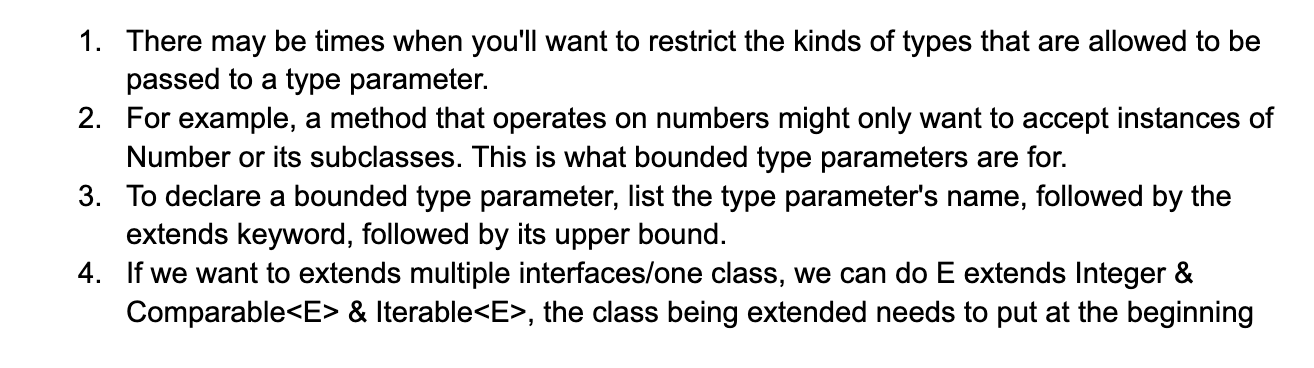 1. There may be times when you'll want to restrict the kinds of types that are allowed to be
passed to a type parameter.
2. For example, a method that operates on numbers might only want to accept instances of
Number or its subclasses. This is what bounded type parameters are for.
3. To declare a bounded type parameter, list the type parameter's name, followed by the
extends keyword, followed by its upper bound.
4. If we want to extends multiple interfaces/one class, we can do E extends Integer &
Comparable<E> & Iterable<E>, the class being extended needs to put at the beginning